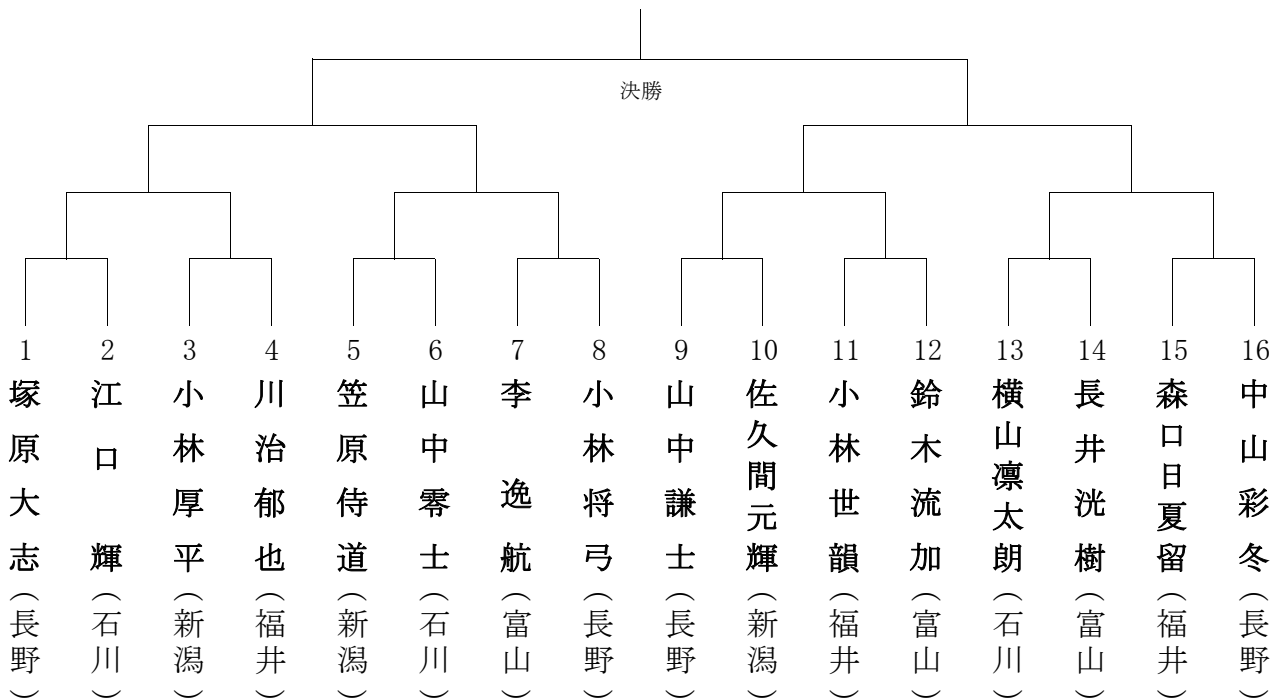 決勝
1
塚原大志(長野)
2
江口輝(石川)
3
小林厚平(新潟)
4
川治郁也(福井)
5
笠原侍道(新潟)
6
山中零士(石川)
7
李逸航(富山)
8
小林将弓(長野)
9
山中謙士(長野)
10
佐久間元輝(新潟)
11
小林世韻(福井)
12
鈴木流加(富山)
13
横山凛太朗(石川)
14
長井洸樹(富山)
15
森口日夏留(福井)
16
中山彩冬(長野)